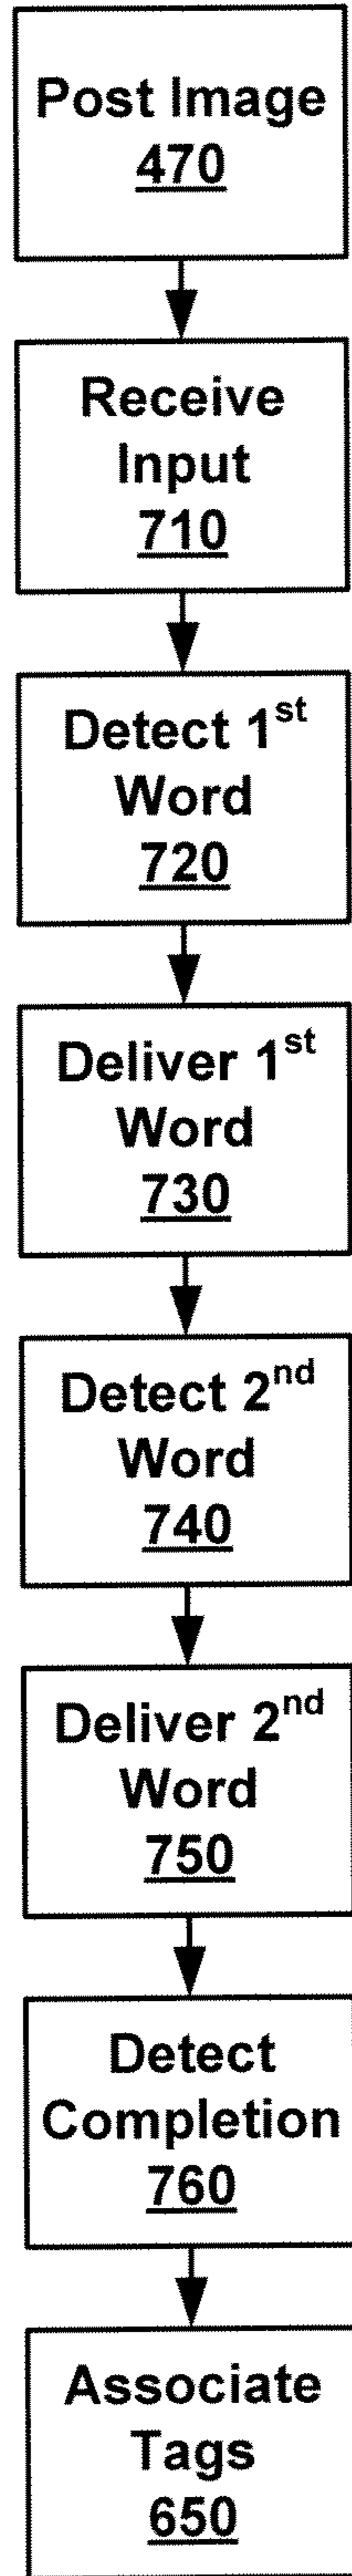 Post Image
470
Receive
Input
710
Detect 1st
Word
720
Deliver 1st
Word
730
Detect 2nd
Word
740
Deliver 2nd
Word
750
Detect
Completion
760
Associate
Tags
650